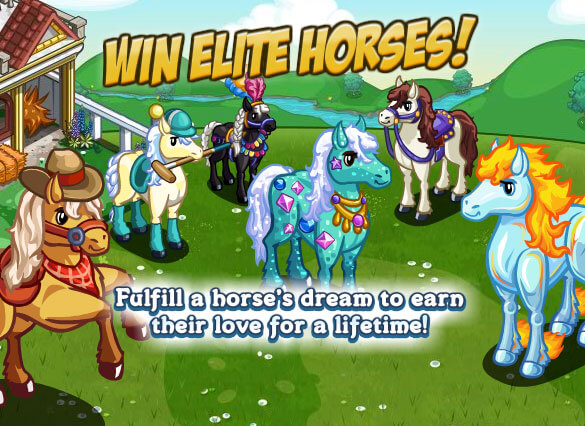 WIN ELITE HORSES!
Fulfill a horse's dream to earn
their love for a lifetime!